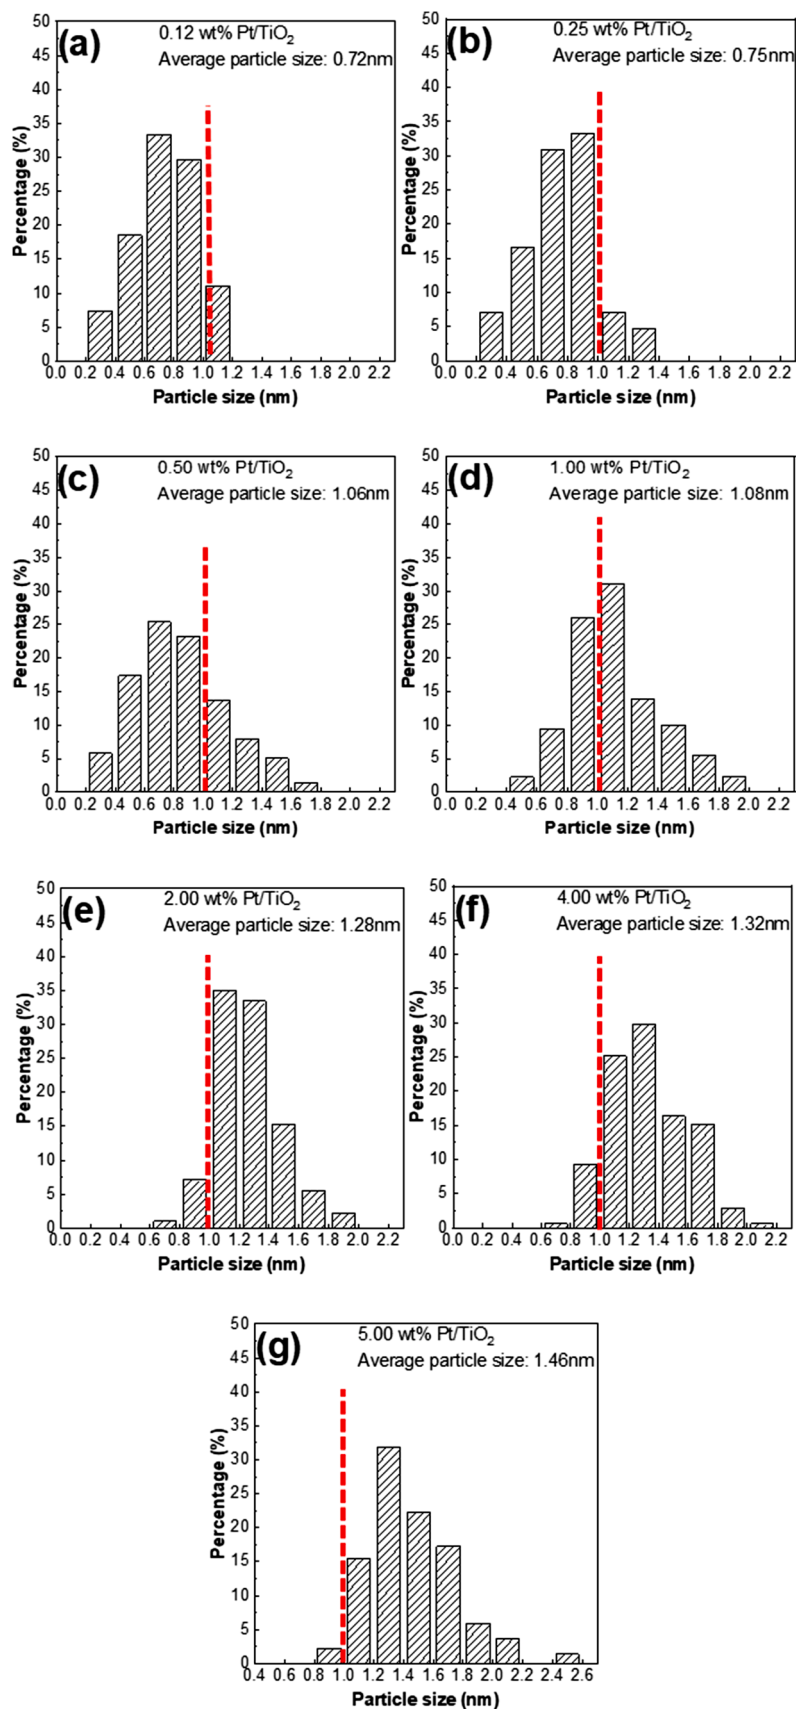 (a)
0.12 wt% Pt/TiO2
Average particle size: 0.72nm
Percentage (%)
50
45
40
35
30
25
20
15
10
5
0
0.0 0.2 0.4 0.6 0.8 1.0 1.2 1.4 1.6 1.8 2.0 2.2
Particle size (nm)
(b)
0.25 wt% Pt/TiO2
Average particle size: 0.75nm
Percentage (%)
50
45
40
35
30
25
20
15
10
5
0
0.0 0.2 0.4 0.6 0.8 1.0 1.2 1.4 1.6 1.8 2.0 2.2
Particle size (nm)
(c)
0.50 wt% Pt/TiO2
Average particle size: 1.06nm
Percentage (%)
50
45
40
35
30
25
20
15
10
5
0
0.0 0.2 0.4 0.6 0.8 1.0 1.2 1.4 1.6 1.8 2.0 2.2
Particle size (nm)
(d)
1.00 wt% Pt/TiO2
Average particle size: 1.08nm
Percentage (%)
50
45
40
35
30
25
20
15
10
5
0
0.0 0.2 0.4 0.6 0.8 1.0 1.2 1.4 1.6 1.8 2.0 2.2
Particle size (nm)
(e)
2.00 wt% Pt/TiO2
Average particle size: 1.28nm
Percentage (%)
50
45
40
35
30
25
20
15
10
5
0
0.0 0.2 0.4 0.6 0.8 1.0 1.2 1.4 1.6 1.8 2.0 2.2
Particle size (nm)
(f)
4.00 wt% Pt/TiO2
Average particle size: 1.32nm
Percentage (%)
50
45
40
35
30
25
20
15
10
5
0
0.0 0.2 0.4 0.6 0.8 1.0 1.2 1.4 1.6 1.8 2.0 2.2
Particle size (nm)
(g)
5.00 wt% Pt/TiO2
Average particle size: 1.46nm
Percentage (%)
50
45
40
35
30
25
20
15
10
5
0
0.4 0.6 0.8 1.0 1.2 1.4 1.6 1.8 2.0 2.2 2.4 2.6
Particle size (nm)